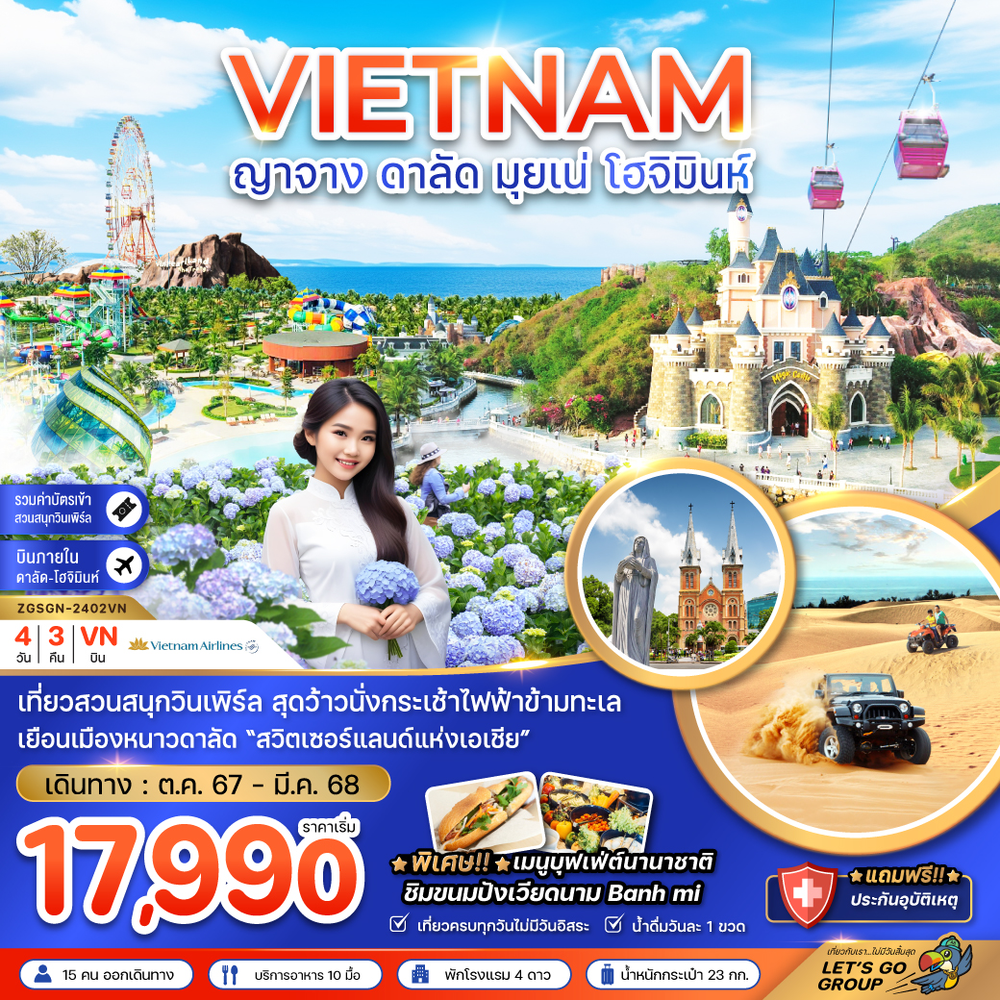 VIETNAM
ญาจาง ดาลัด มุยเน่ โฮจิมินห์
Vinpearl Land
Nha Trang
Magic Castle
รวมค่าบัตรเข้า
สวนสนุกวินเพิร์ล
บินภายใน
ดาลัด-โฮจิมินห์
ZGSGN-2402VN
4 วัน
3 คืน
VN บิน
Vietnam Airlines
เที่ยวสวนสนุกวินเพิร์ล สุดว้าวนั่งกระเช้าไฟฟ้าข้ามทะเล
เยือนเมืองหนาวดาลัด “สวิตเซอร์แลนด์แห่งเอเชีย”
เดินทาง : ต.ค. 67 - มี.ค. 68
ราคาเริ่ม
17,990
พิเศษ!! เมนูบุฟเฟ่ต์นานาชาติ
ชิมขนมปังเวียดนาม Banh mi
เที่ยวครบทุกวันไม่มีวันอิสระ
น้ำดื่มวันละ 1 ขวด
แถมฟรี!!
ประกันอุบัติเหตุ
15 คน ออกเดินทาง
บริการอาหาร 10 มื้อ
พักโรงแรม 4 ดาว
น้ำหนักกระเป๋า 23 กก.
เที่ยวกับเรา...ไม่มีวันสิ้นสุด
LET'S GO
GROUP